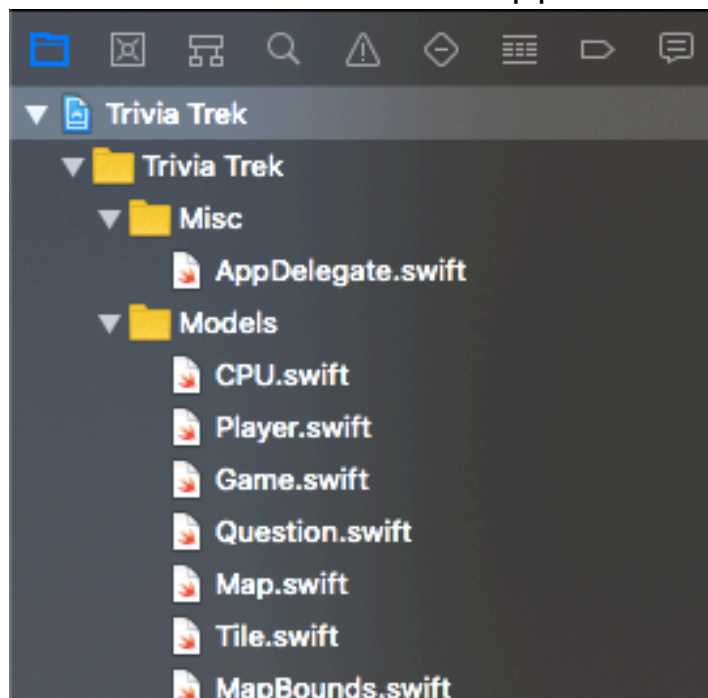 Trivia Trek
Trivia Trek
Misc
AppDelegate.swift
Models
CPU.swift
Player.swift
Game.swift
Question.swift
Map.swift
Tile.swift
MapBounds.swift